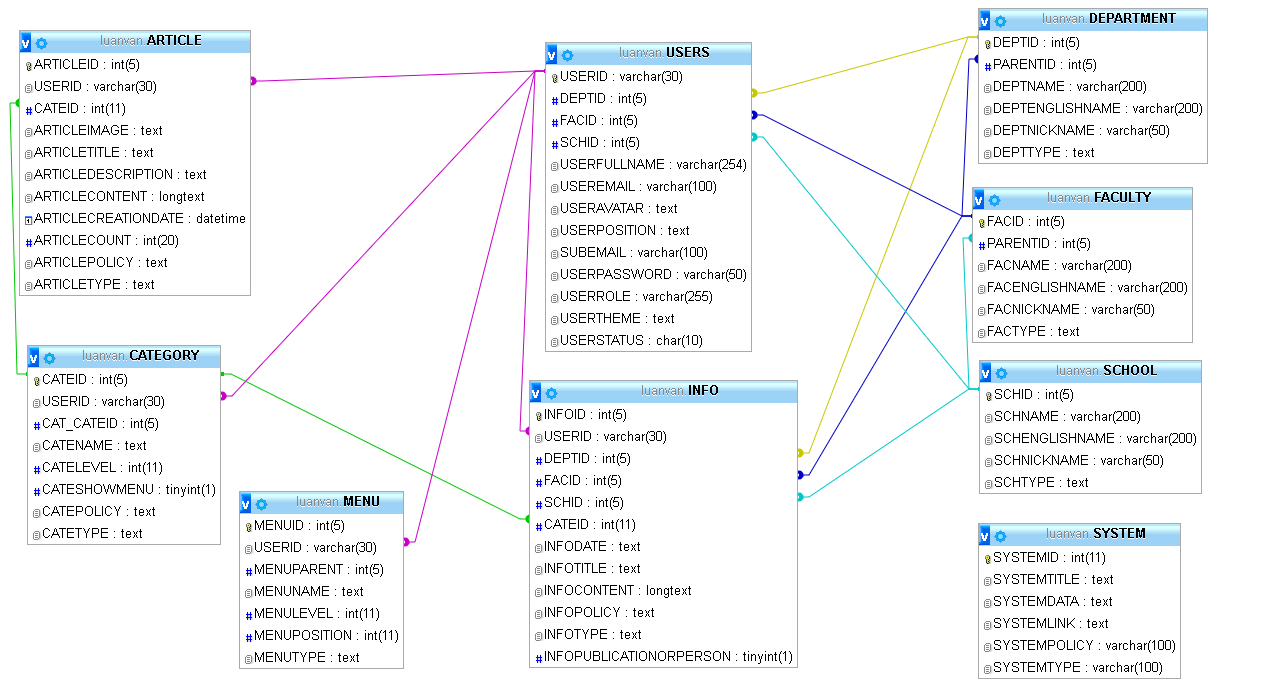 luanvan.ARTICLE
ARTICLEID : int(5)
USERID : varchar(30)
CATEID : int(11)
ARTICLEIMAGE : text
ARTICLETITLE : text
ARTICLEDESCRIPTION : text
ARTICLECONTENT : longtext
ARTICLECREATIONDATE : datetime
ARTICLECOUNT : int(20)
ARTICLEPOLICY : text
ARTICLETYPE : text
luanvan.CATEGORY
CATEID : int(5)
USERID : varchar(30)
CAT_CATEID : int(5)
CATENAME : text
CATELEVEL : int(11)
CATESHOWMENU : tinyint(1)
CATEPOLICY : text
CATETYPE : text
luanvan.MENU
MENUID : int(5)
USERID : varchar(30)
MENUPARENT : int(5)
MENUNAME : text
MENULEVEL : int(11)
MENUPOSITION : int(11)
MENUTYPE : text
luanvan.USERS
USERID : varchar(30)
DEPTID : int(5)
FACID : int(5)
SCHID : int(5)
USERFULLNAME : varchar(254)
USEREMAIL : varchar(100)
USERAVATAR : text
USERPOSITION : text
SUBEMAIL : varchar(100)
USERPASSWORD : varchar(50)
USERROLE : varchar(255)
USERTHEME : text
USERSTATUS : char(10)
luanvan.INFO
INFOID : int(5)
USERID : varchar(30)
DEPTID : int(5)
FACID : int(5)
SCHID : int(5)
CATEID : int(11)
INFODATE : text
INFOTITLE : text
INFOCONTENT : longtext
INFOPOLICY : text
INFOTYPE : text
INFOPUBLICATIONORPERSON : tinyint(1)
luanvan.DEPARTMENT
DEPTID : int(5)
PARENTID : int(5)
DEPTNAME : varchar(200)
DEPTENGLISHNAME : varchar(200)
DEPTNICKNAME : varchar(50)
DEPTTYPE : text
luanvan.FACULTY
FACID : int(5)
PARENTID : int(5)
FACNAME : varchar(200)
FACENGLISHNAME : varchar(200)
FACNICKNAME : varchar(50)
FACTYPE : text
luanvan.SCHOOL
SCHID : int(5)
SCHNAME : varchar(200)
SCHENGLISHNAME : varchar(200)
SCHNICKNAME : varchar(50)
SCHTYPE : text
luanvan.SYSTEM
SYSTEMID : int(11)
SYSTEMTITLE : text
SYSTEMDATA : text
SYSTEMLINK : text
SYSTEMPOLICY : varchar(100)
SYSTEMTYPE : varchar(100)